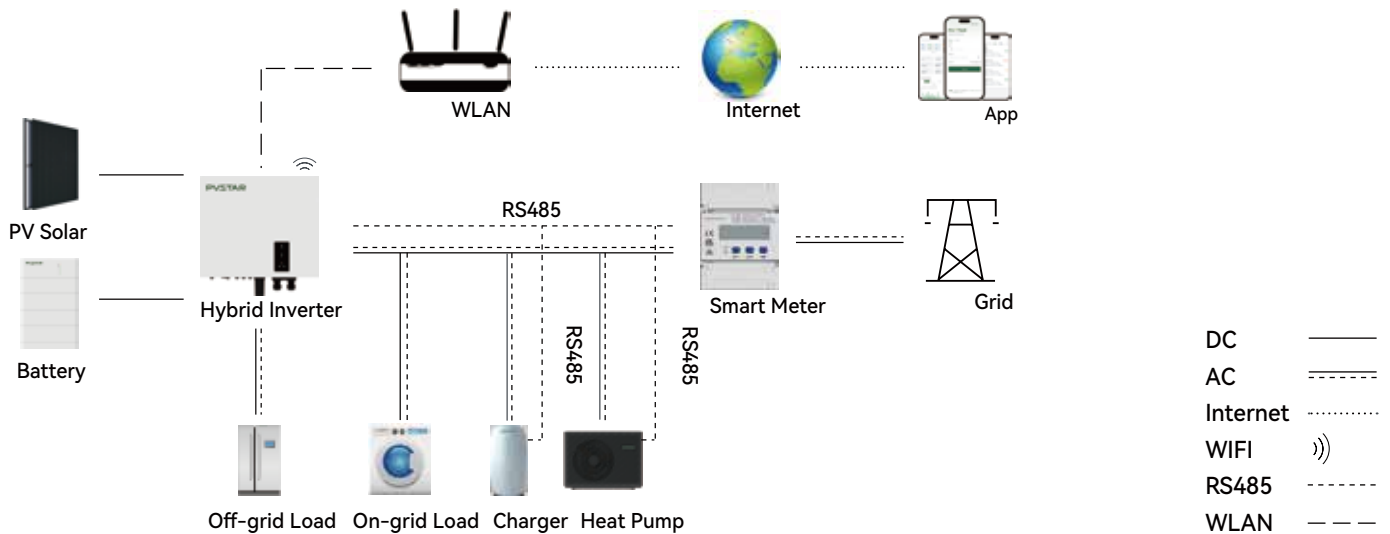 WLAN
Internet
App
PV Solar
PVSTAR
RS485
Hybrid Inverter
Smart Meter
Grid
Battery
RS485
RS485
Off-grid Load
On-grid Load
Charger
Heat Pump
DC
AC
Internet
WIFI
RS485
WLAN